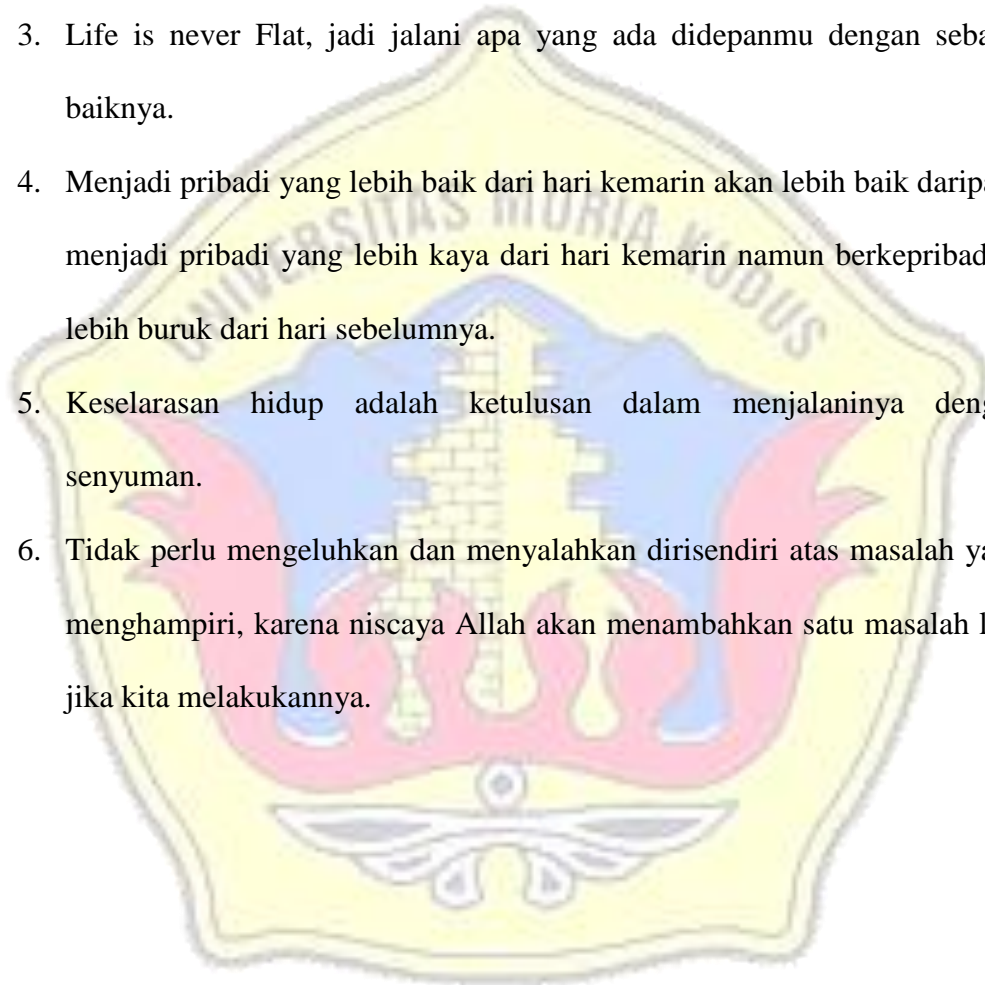 3. Life is never Flat, jadi jalani apa yang ada didepanmu dengan seba
baiknya.
4. Menjadi pribadi yang lebih baik dari hari kemarin akan lebih baik daripa
menjadi pribadi yang lebih kaya dari hari kemarin namun berkepribad
lebih buruk dari hari sebelumnya.
UNIVERSITAS MURIA KUDUS
5. Keselarasan hidup adalah ketulusan dalam menjalaninya deng
senyuman.
6. Tidak perlu mengeluhkan dan menyalahkan dirisendiri atas masalah ya
menghampiri, karena niscaya Allah akan menambahkan satu masalah l
jika kita melakukannya.